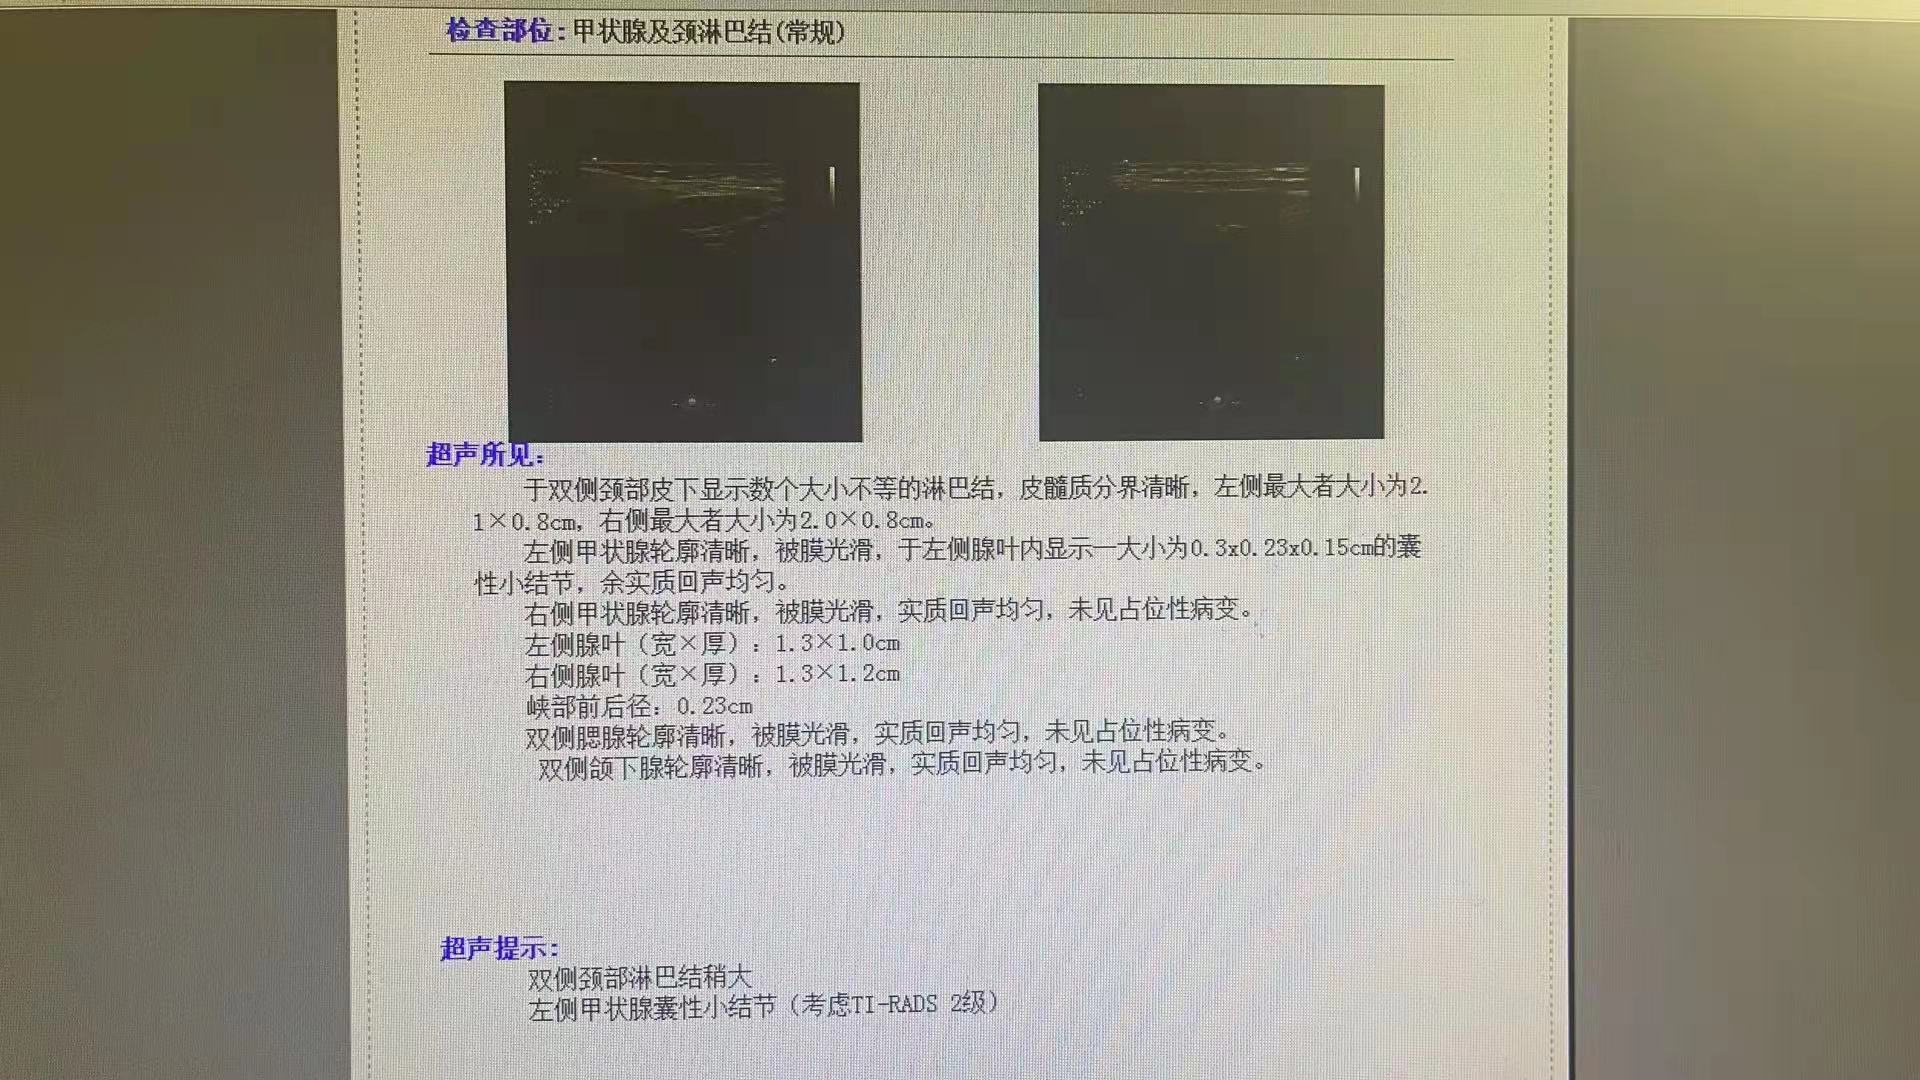 检查部位:甲状腺及颈淋巴结(常规)
超声所见:
于双侧颈部皮下显示数个大小不等的淋巴结，皮髓质分界清晰，左侧最大者大小为2.
1×0.8cm，右侧最大者大小为2.0×0.8cm。
左侧甲状腺轮廓清晰，被膜光滑，于左侧腺叶内显示一大小为0.3x0.23x0.15cm的囊
性小结节，余实质回声均匀。
右侧甲状腺轮廓清晰，被膜光滑，实质回声均匀，未见占位性病变。
左侧腺叶（宽×厚）：1.3×1.0cm
右侧腺叶（宽×厚）：1.3×1.2cm
峡部前后径：0.23cm
双侧腮腺轮廓清晰，被膜光滑，实质回声均匀，未见占位性病变。
双侧颌下腺轮廓清晰，被膜光滑，实质回声均匀，未见占位性病变。
超声提示:
双侧颈部淋巴结稍大
左侧甲状腺囊性小结节（考虑TI-RADS 2级）